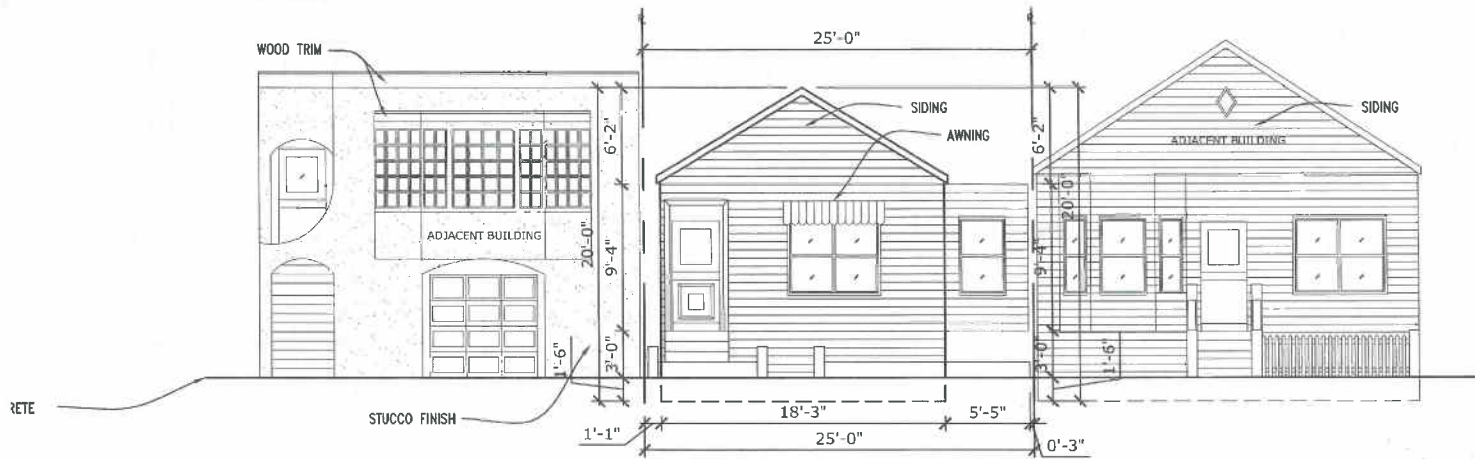 25'-0"
WOOD TRIM
SIDING
AWNING
SIDING
ADJACENT BUILDING
6'-2"
6'-2"
ADJACENT BUILDING
20'-0"
9'-4"
20'-0"
9'-4"
1'-6"
3'-0"
3'-0
1'-6"
RETE
STUCCO FINISH
18'-3"
5'-5"
1'-1"
25'-0"
0'-3"